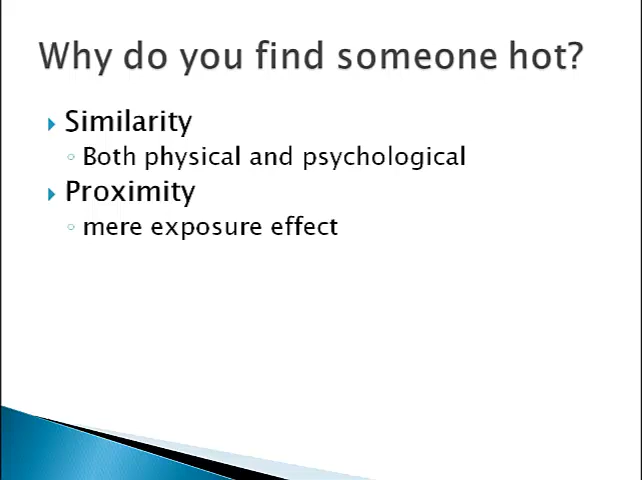 Why do you find someone hot?
Similarity
Both physical and psychological
Proximity
mere exposure effect